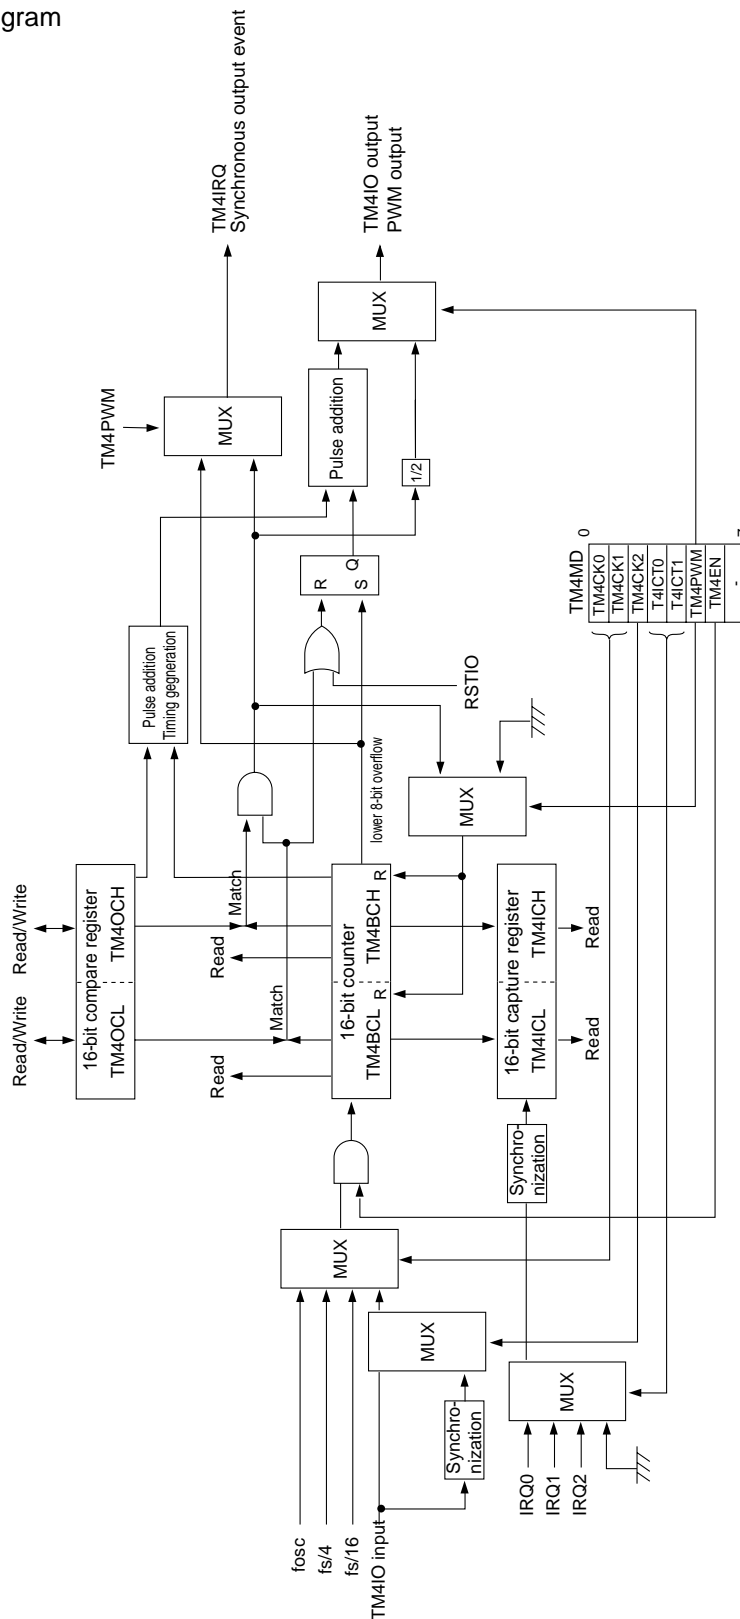 gram
TM4IRQ
Synchronous output event
TM4IO output
PWM output
MUX
TM4PWM
MUX
Pulse addition
1/2
Pulse addition
Timing gegneration
R
S
Q
RSTIO
TM4MD
0
TM4CK0
TM4CK1
TM4CK2
T4ICT0
T4ICT1
TM4PWM
TM4EN
-
lower 8-bit overflow
MUX
Read/Write
Read/Write
16-bit compare register
TM4OCL
TM4OCH
Match
Match
Read
Read
16-bit counter
TM4BCL
TM4BCH
R
R
16-bit capture register
TM4ICL
TM4ICH
Read
Read
Synchro-
nization
MUX
MUX
MUX
Synchro-
nization
fosc
fs/4
fs/16
TM4IO input
IRQ0
IRQ1
IRQ2